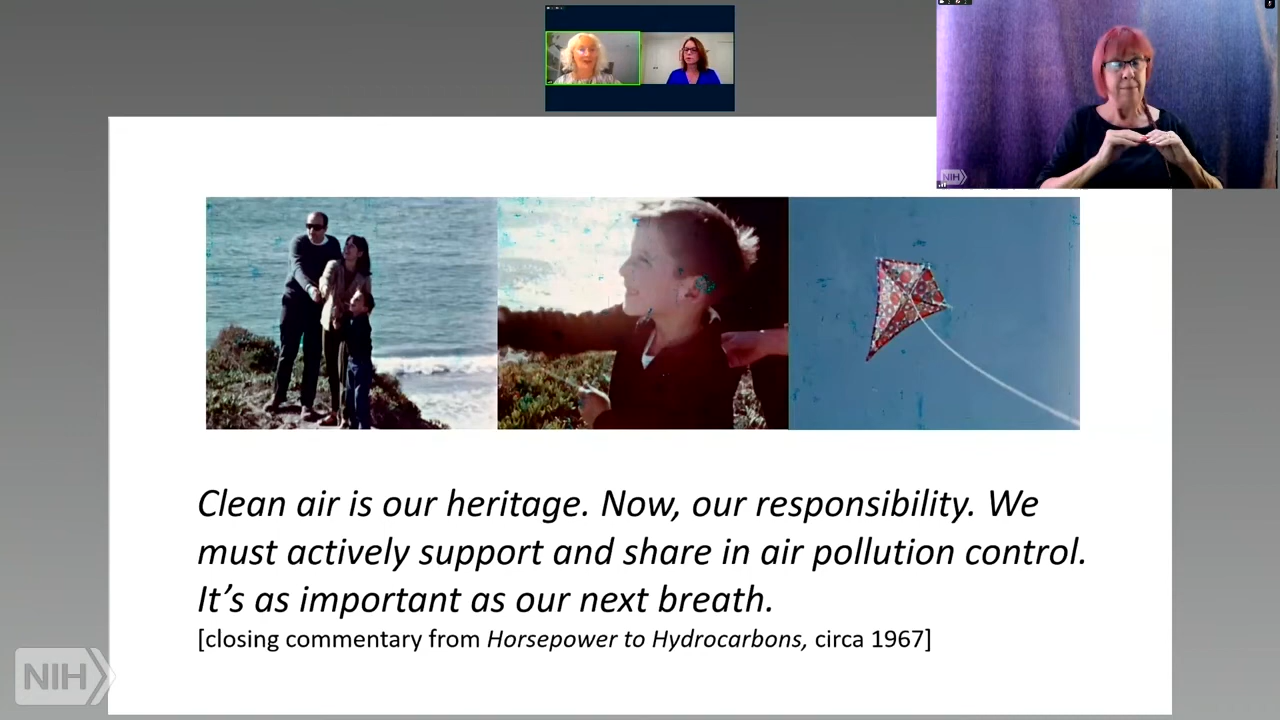 NIH
Clean air is our heritage. Now, our responsibility. We
must actively support and share in air pollution control.
It’s as important as our next breath.
[closing commentary from Horsepower to Hydrocarbons, circa 1967]
NIH